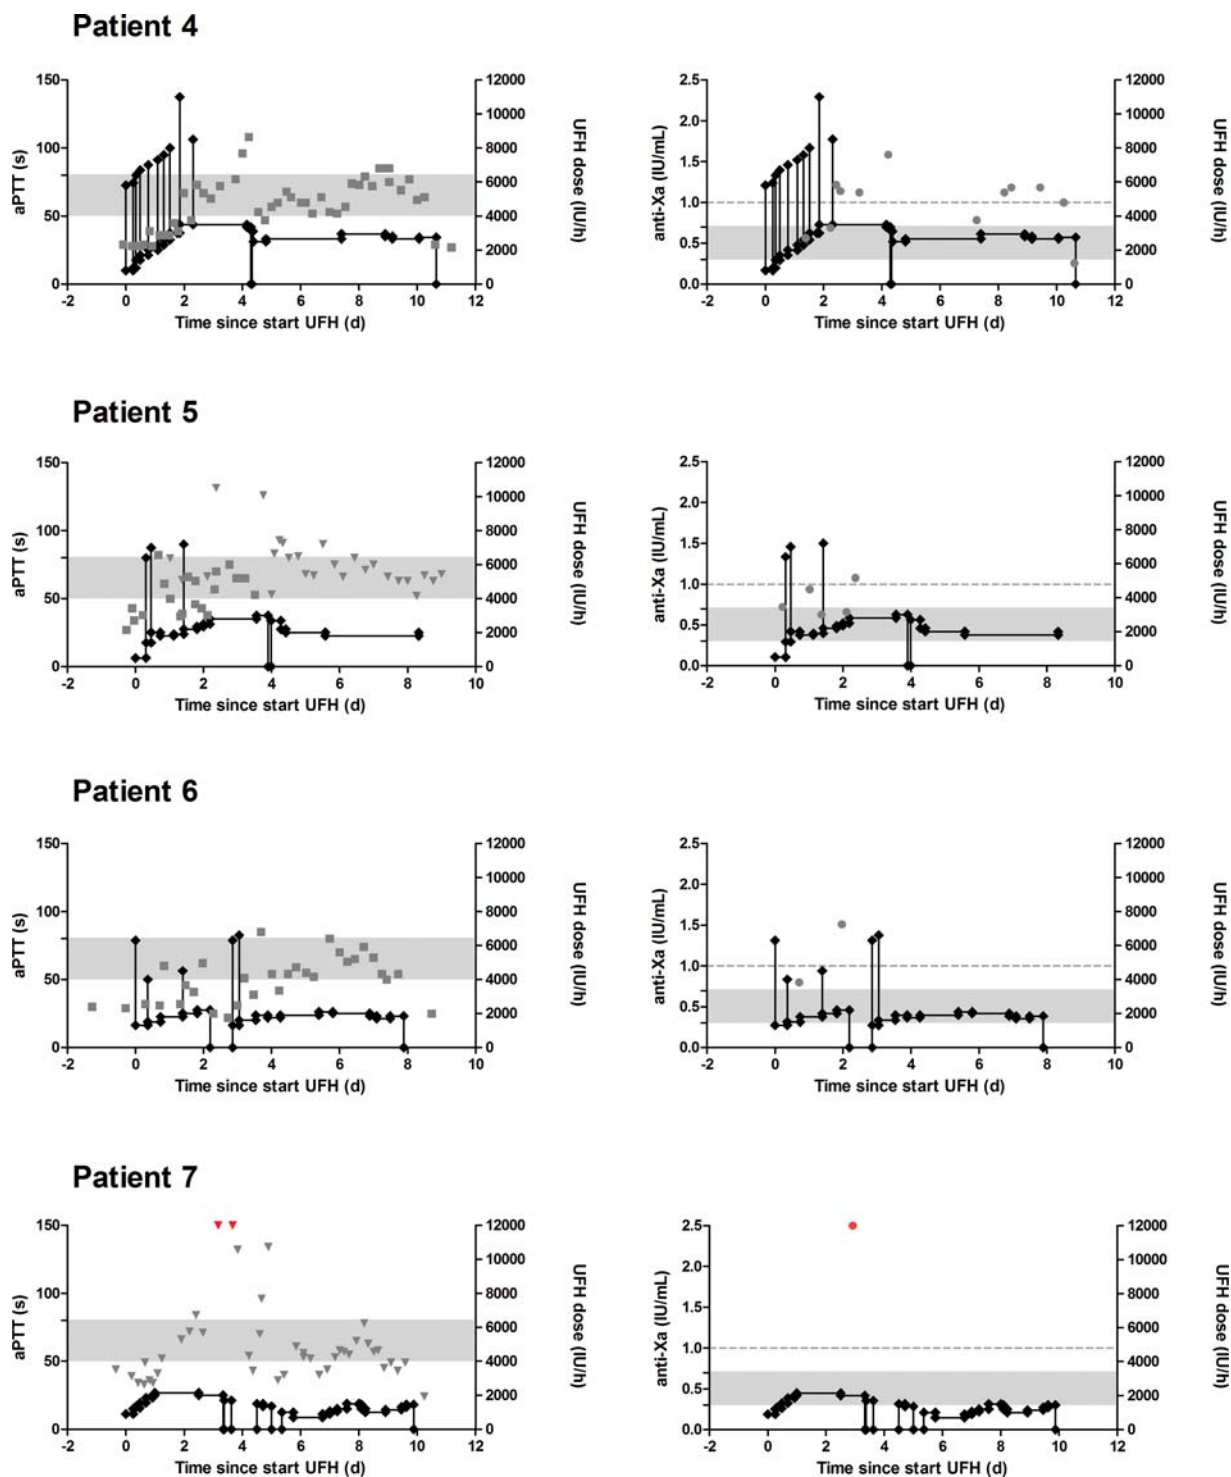 Patient 4
150 100 50 0
aPTT (s)
12000 10000 8000 6000 4000 2000 0
UFH dose (IU/h)
-2 0 2 4 6 8 10 12
Time since start UFH (d)
2.5 2.0 1.5 1.0 0.5 0.0
anti-Xa (IU/mL)
12000 10000 8000 6000 4000 2000 0
UFH dose (IU/h)
-2 0 2 4 6 8 10 12
Time since start UFH (d)
Patient 5
150 100 50 0
aPTT (s)
12000 10000 8000 6000 4000 2000 0
UFH dose (IU/h)
-2 0 2 4 6 8 10
Time since start UFH (d)
2.5 2.0 1.5 1.0 0.5 0.0
anti-Xa (IU/mL)
12000 10000 8000 6000 4000 2000 0
UFH dose (IU/h)
-2 0 2 4 6 8 10
Time since start UFH (d)
Patient 6
150 100 50 0
aPTT (s)
12000 10000 8000 6000 4000 2000 0
UFH dose (IU/h)
-2 0 2 4 6 8 10
Time since start UFH (d)
2.5 2.0 1.5 1.0 0.5 0.0
anti-Xa (IU/mL)
12000 10000 8000 6000 4000 2000 0
UFH dose (IU/h)
-2 0 2 4 6 8 10
Time since start UFH (d)
Patient 7
150 100 50 0
aPTT (s)
12000 10000 8000 6000 4000 2000 0
UFH dose (IU/h)
-2 0 2 4 6 8 10 12
Time since start UFH (d)
2.5 2.0 1.5 1.0 0.5 0.0
anti-Xa (IU/mL)
12000 10000 8000 6000 4000 2000 0
UFH dose (IU/h)
-2 0 2 4 6 8 10 12
Time since start UFH (d)